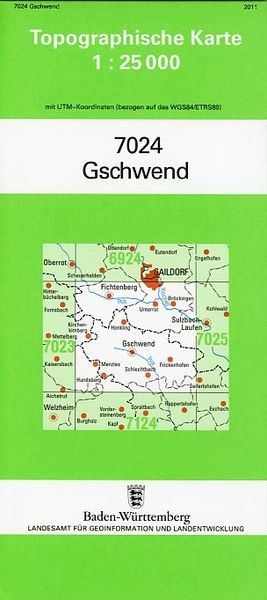 7024 Gschwend 2011
Topographische Karte
1 : 25 000
mit UTM-Koordinaten (bezogen auf das WGS84/ETRS89)
7024
Gschwend
Ottendorf
Eutendorf
6924
Engelhofen
Oberrot
Scheuerhalden
GAILDORF
Hinter-
büchelberg
Fichtenberg
Bröckingen
Unterrot
Fornsbach
Kohlwald
Kirchen-
kirnberg
Honkling
Sulzbach-
Laufen
Mettelberg
7023
7025
Gschwend
Kaisersbach
Menzles
Frickenhofen
Schlechtbach
Hundsberg
Seifertshofen
Aichstrut
Welzheim
Vorder-
steinenberg
Spraitbach
Ruppertshofen
Eschach
Burgholz
Kapf
7124
Baden-Württemberg
LANDESAMT FÜR GEOINFORMATION UND LANDENTWICKLUNG